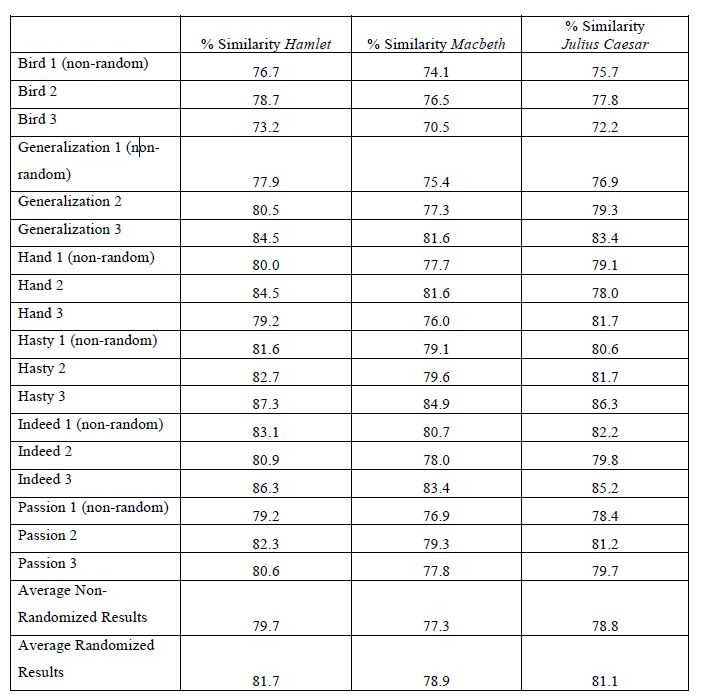 % Similarity Hamlet % Similarity Macbeth % Similarity
Julius Caesar
Bird 1 (non-random) 76.7 74.1 75.7
Bird 2 78.7 76.5 77.8
Bird 3 73.2 70.5 72.2
Generalization 1 (non-
random) 77.9 75.4 76.9
Generalization 2 80.5 77.3 79.3
Generalization 3 84.5 81.6 83.4
Hand 1 (non-random) 80.0 77.7 79.1
Hand 2 84.5 81.6 78.0
Hand 3 79.2 76.0 81.7
Hasty 1 (non-random) 81.6 79.1 80.6
Hasty 2 82.7 79.6 81.7
Hasty 3 87.3 84.9 86.3
Indeed 1 (non-random) 83.1 80.7 82.2
Indeed 2 80.9 78.0 79.8
Indeed 3 86.3 83.4 85.2
Passion 1 (non-random) 79.2 76.9 78.4
Passion 2 82.3 79.3 81.2
Passion 3 80.6 77.8 79.7
Average Non-
Randomized Results 79.7 77.3 78.8
Average Randomized
Results 81.7 78.9 81.1